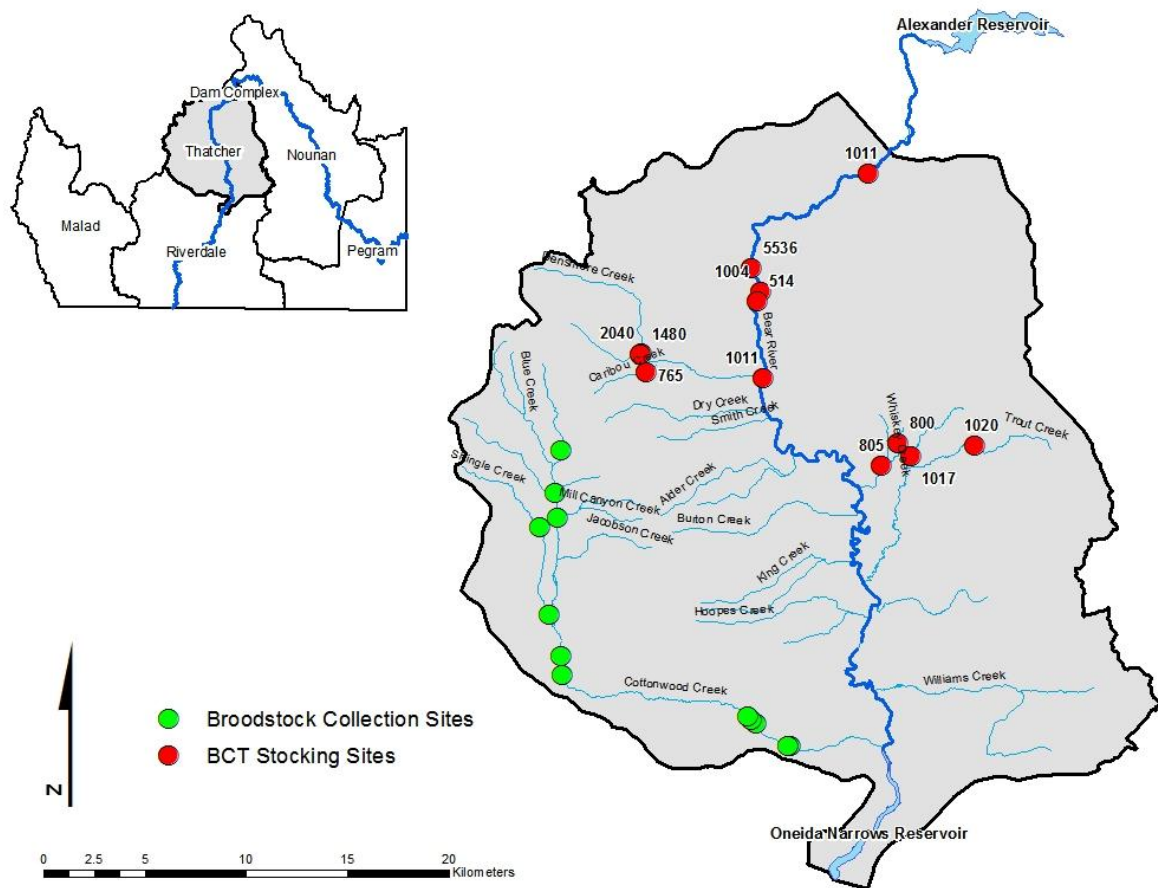 Alexander Reservoir
Dam Complex
Thatcher
Nounan
Malad
Riverdale
Pegram
1011
5536
1004
514
Densmore Creek
Bear River
2040
1480
Caribou Creek
765
1011
Blue Creek
Dry Creek
Smith Creek
Whiskey Creek
800
1020
Trout Creek
805
1017
Shingle Creek
Mill Canyon Creek
Alder Creek
Jacobson Creek
Burton Creek
King Creek
Hoopes Creek
Cottonwood Creek
Williams Creek
Broodstock Collection Sites
BCT Stocking Sites
N
Oneida Narrows Reservoir
0 2.5 5 10 15 20
Kilometers